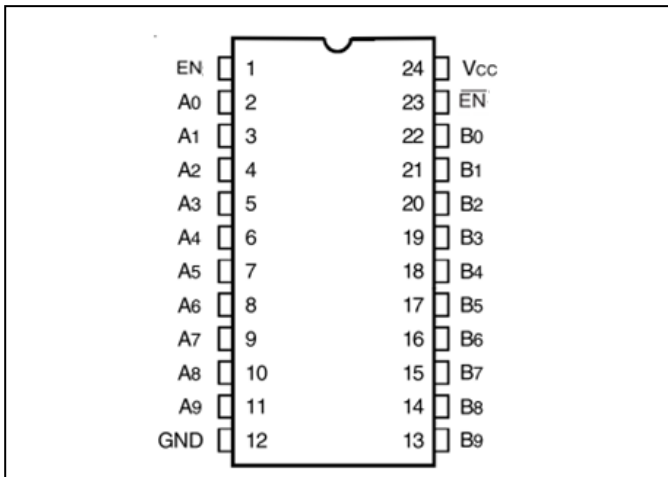 EN 1 24 Vcc
A0 2 23 E̅N̅
A1 3 22 B0
A2 4 21 B1
A3 5 20 B2
A4 6 19 B3
A5 7 18 B4
A6 8 17 B5
A7 9 16 B6
A8 10 15 B7
A9 11 14 B8
GND 12 13 B9